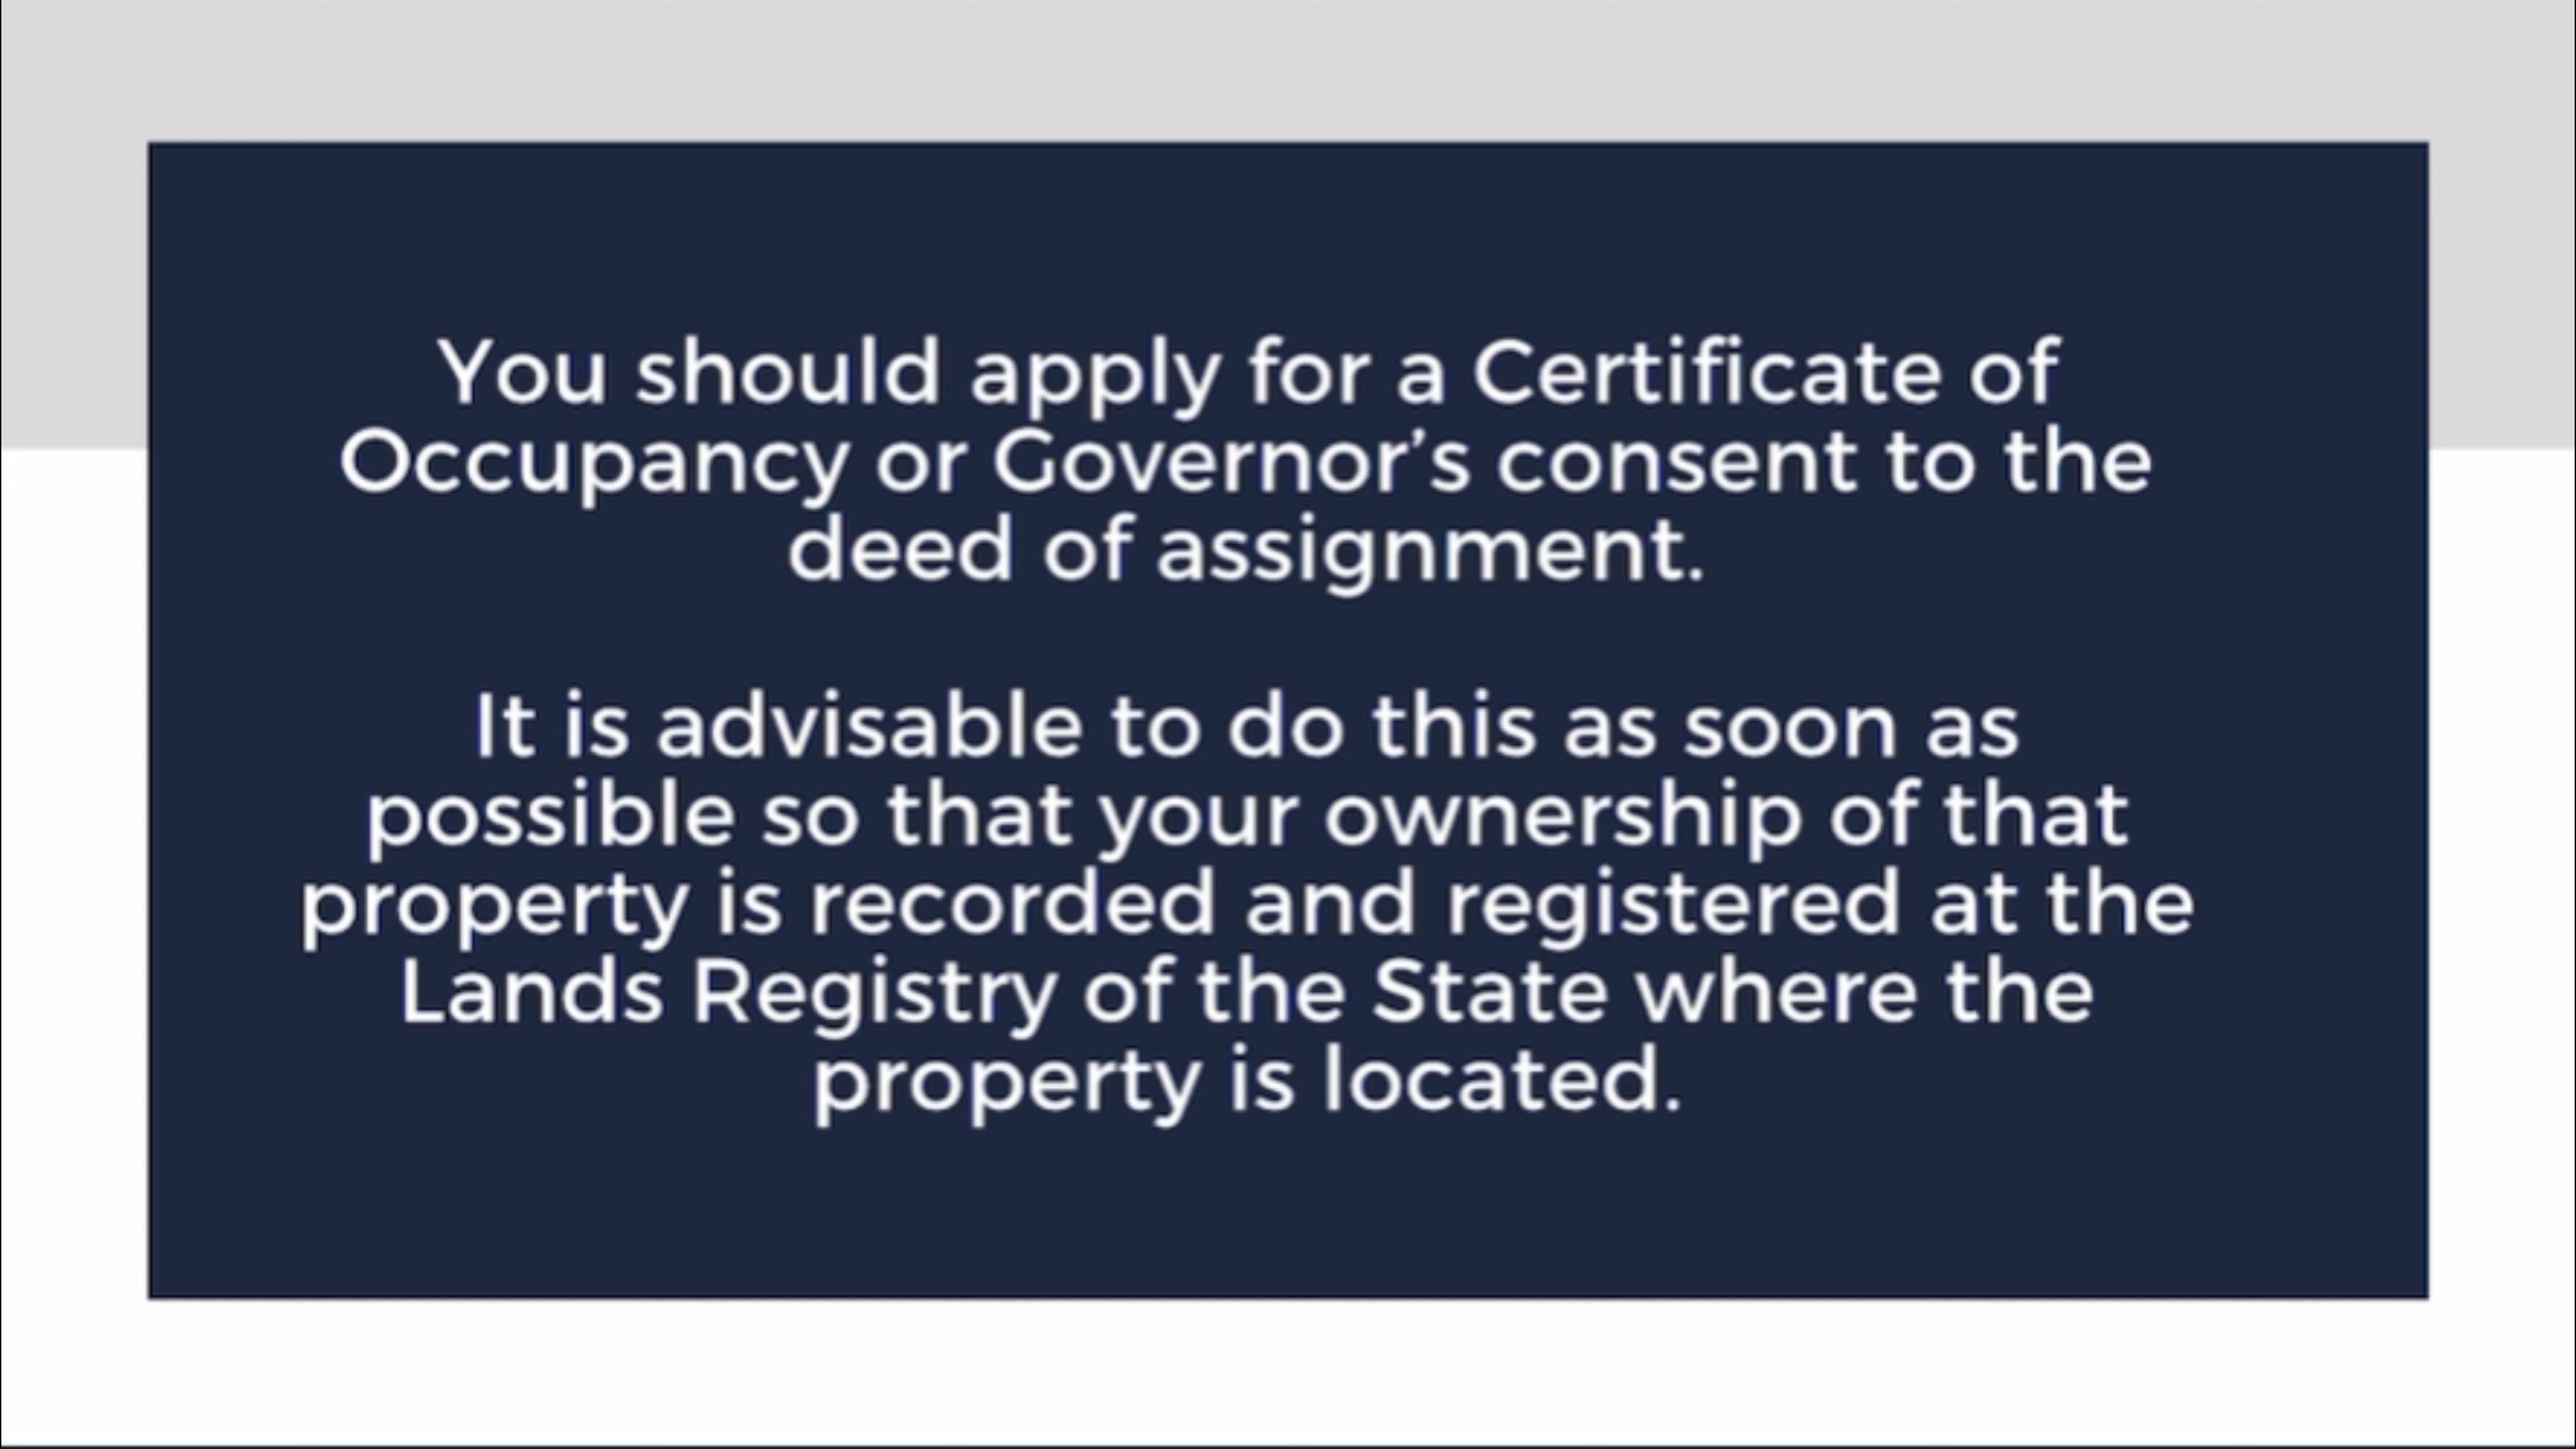 You should apply for a Certificate of
Occupancy or Governor’s consent to the
deed of assignment.
It is advisable to do this as soon as
possible so that your ownership of that
property is recorded and registered at the
Lands Registry of the State where the
property is located.